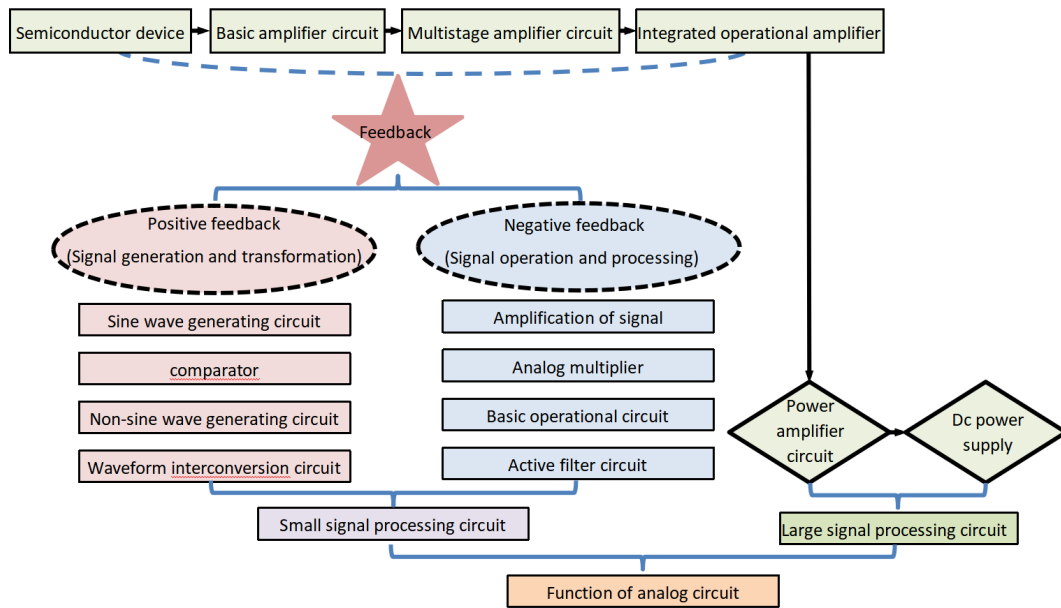 Semiconductor device
Basic amplifier circuit
Multistage amplifier circuit
Integrated operational amplifier
Feedback
Positive feedback
(Signal generation and transformation)
Negative feedback
(Signal operation and processing)
Sine wave generating circuit
comparator
Non-sine wave generating circuit
Waveform interconversion circuit
Amplification of signal
Analog multiplier
Basic operational circuit
Active filter circuit
Power
amplifier
circuit
Dc power
supply
Small signal processing circuit
Large signal processing circuit
Function of analog circuit